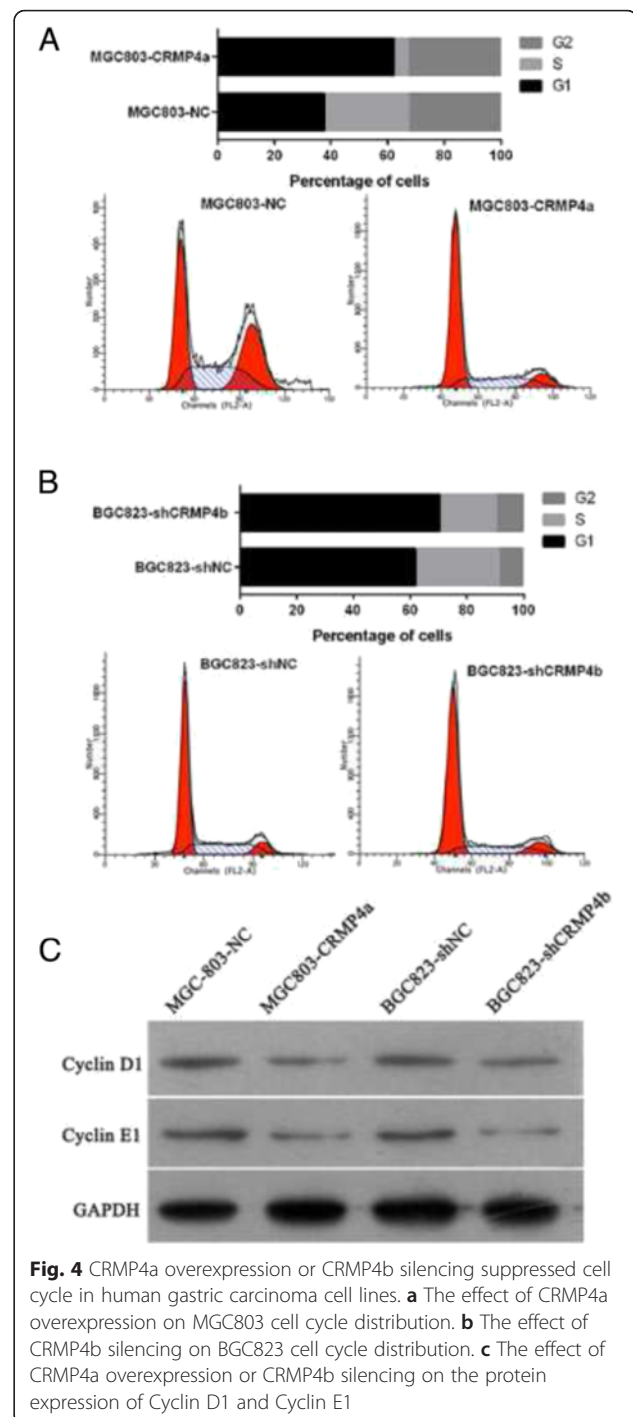 A
MGC803-CRMP4a
MGC803-NC
G2
S
G1
0 20 40 60 80 100
Percentage of cells
MGC803-NC
MGC803-CRMP4a
Number
Channels (FL2-A)
Number
Channels (FL2-A)
B
BGC823-shCRMP4b
BGC823-shNC
G2
S
G1
0 20 40 60 80 100
Percentage of cells
BGC823-shNC
BGC823-shCRMP4b
Number
Channels (FL2-A)
Number
Channels (FL2-A)
C
MGC-803-NC
MGC803-CRMP4a
BGC823-shNC
BGC823-shCRMP4b
Cyclin D1
Cyclin E1
GAPDH
Fig. 4 CRMP4a overexpression or CRMP4b silencing suppressed cell
cycle in human gastric carcinoma cell lines. a The effect of CRMP4a
overexpression on MGC803 cell cycle distribution. b The effect of
CRMP4b silencing on BGC823 cell cycle distribution. c The effect of
CRMP4a overexpression or CRMP4b silencing on the protein
expression of Cyclin D1 and Cyclin E1